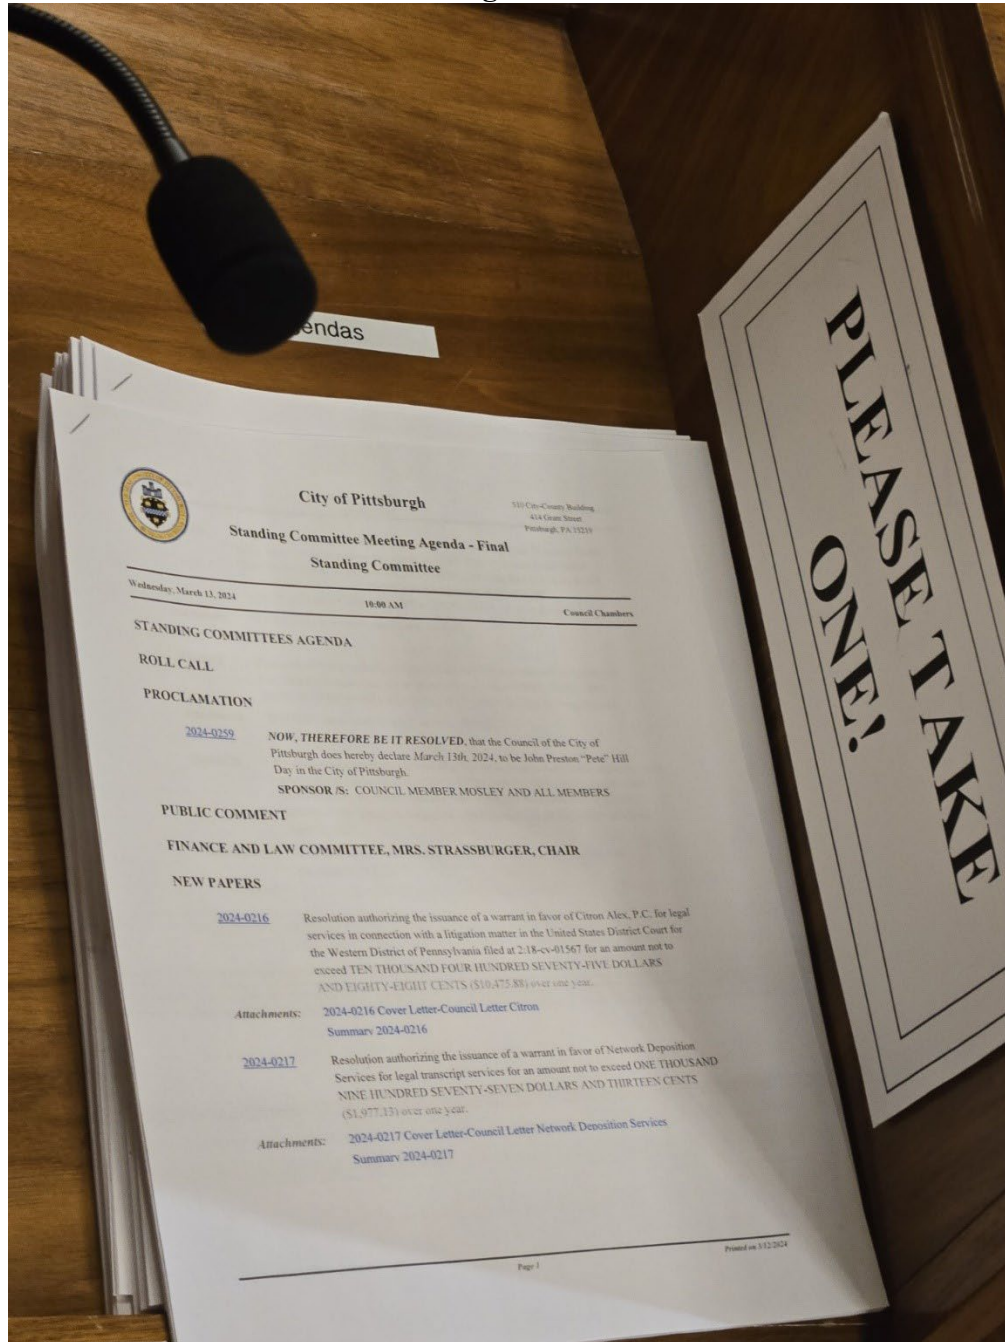 endas
City of Pittsburgh
510 City-County Building
414 Grant Street
Pittsburgh, PA 15219
Standing Committee Meeting Agenda - Final
Standing Committee
Wednesday, March 13, 2024
10:00 AM
Council Chambers
STANDING COMMITTEES AGENDA
ROLL CALL
PROCLAMATION
2024-0259 NOW, THEREFORE BE IT RESOLVED, that the Council of the City of
Pittsburgh does hereby declare March 13th, 2024, to be John Preston “Pete” Hill
Day in the City of Pittsburgh.
SPONSOR /S: COUNCIL MEMBER MOSLEY AND ALL MEMBERS
PUBLIC COMMENT
FINANCE AND LAW COMMITTEE, MRS. STRASSBURGER, CHAIR
NEW PAPERS
2024-0216 Resolution authorizing the issuance of a warrant in favor of Citron Alex, P.C. for legal
services in connection with a litigation matter in the United States District Court for
the Western District of Pennsylvania filed at 2:18-cv-01567 for an amount not to
exceed TEN THOUSAND FOUR HUNDRED SEVENTY-FIVE DOLLARS
AND EIGHTY-EIGHT CENTS ($10,475.88) over one year.
Attachments: 2024-0216 Cover Letter-Council Letter Citron
Summary 2024-0216
2024-0217 Resolution authorizing the issuance of a warrant in favor of Network Deposition
Services for legal transcript services for an amount not to exceed ONE THOUSAND
NINE HUNDRED SEVENTY-SEVEN DOLLARS AND THIRTEEN CENTS
($1,977.13) over one year.
Attachments: 2024-0217 Cover Letter-Council Letter Network Deposition Services
Summary 2024-0217
Page 1
Printed on 3/12/2024
PLEASE TAKE
ONE!